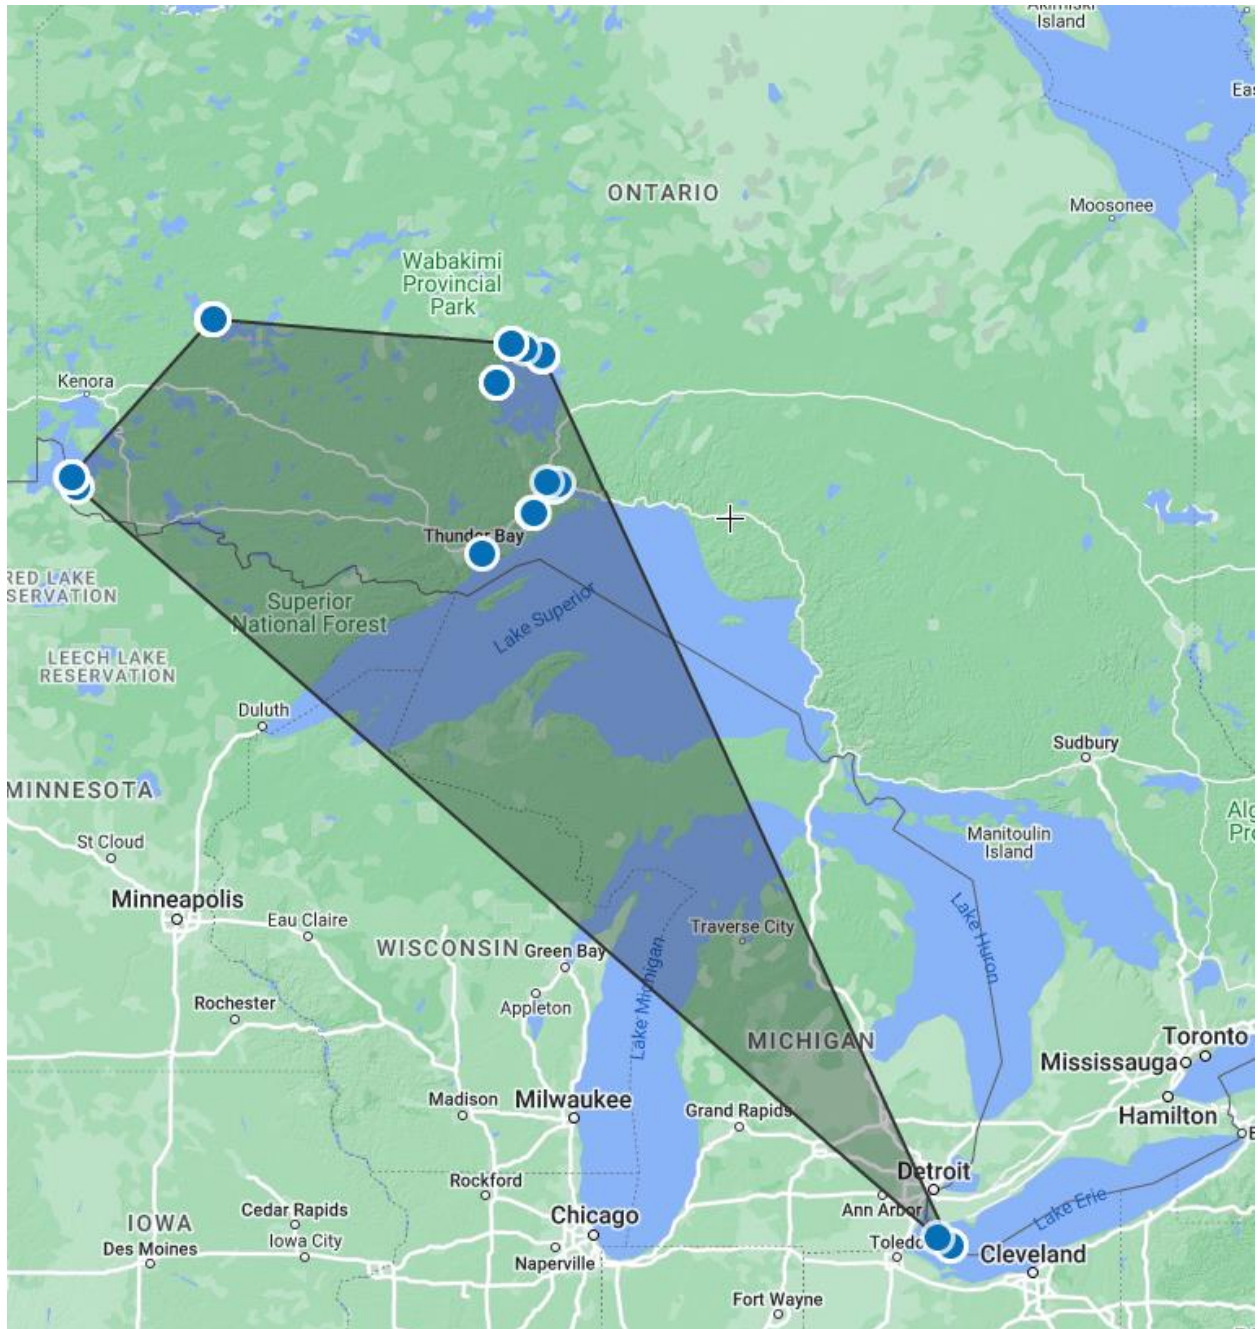 Akimiski
Island
Eas
ONTARIO
Moosonee
Wabakimi
Provincial
Park
Kenora
Thunder Bay
RED LAKE
SERVATION
Superior
National Forest
Lake Superior
LEECH LAKE
RESERVATION
Duluth
Sudbury
MINNESOTA
Alg
Pro
St Cloud
Manitoulin
Island
Minneapolis
Eau Claire
Traverse City
Lake Huron
WISCONSIN
Green Bay
Lake Michigan
Appleton
Rochester
MICHIGAN
Toronto
Mississauga
Madison
Milwaukee
Grand Rapids
Hamilton
B
Detroit
Rockford
Ann Arbor
Lake Erie
Cedar Rapids
IOWA
Chicago
Iowa City
Des Moines
Toledo
Cleveland
Naperville
Fort Wayne